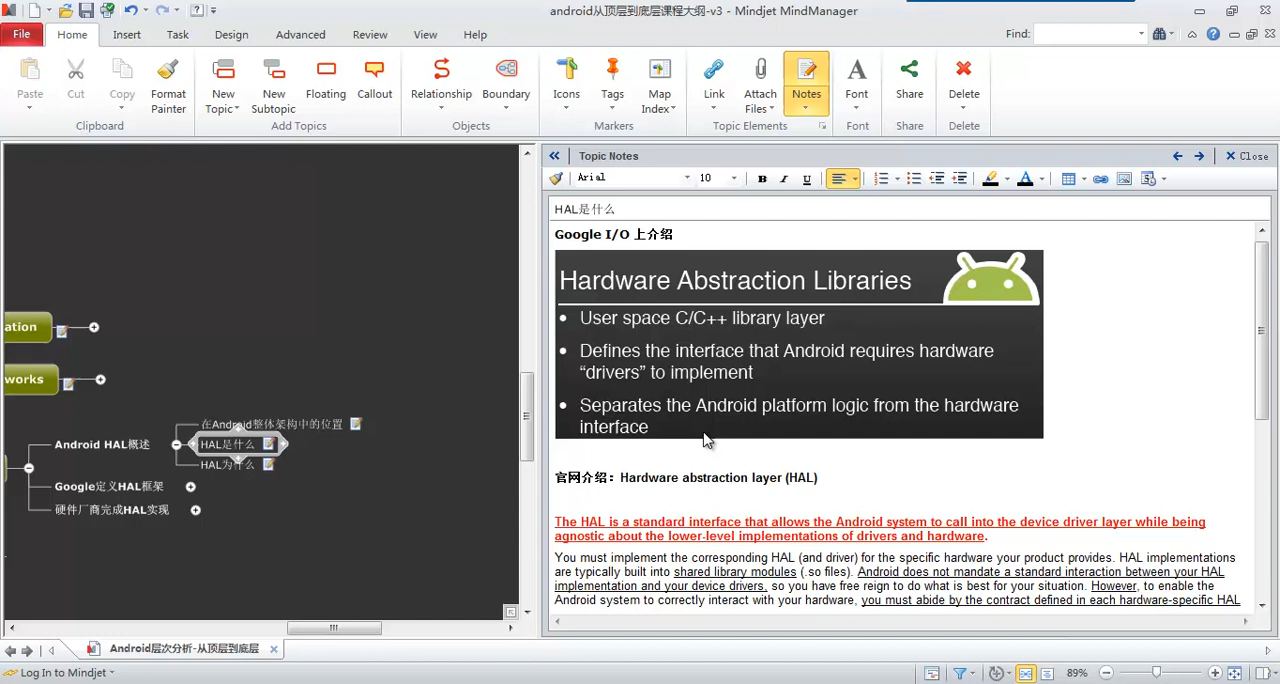 android从顶层到底层课程大纲-v3 - Mindjet MindManager
File Home Insert Task Design Advanced Review View Help Find:
Paste Cut Copy Format Painter New Topic New Subtopic Floating Callout Relationship Boundary Icons Tags Map Index Link Attach Files Notes Font Share Delete
Clipboard Add Topics Objects Markers Topic Elements Font Share Delete
Topic Notes Close
Arial 10 B I U A
HAL是什么
Google I/O 上介绍
Hardware Abstraction Libraries
• User space C/C++ library layer
• Defines the interface that Android requires hardware
“drivers” to implement
• Separates the Android platform logic from the hardware
interface
官网介绍：Hardware abstraction layer (HAL)
The HAL is a standard interface that allows the Android system to call into the device driver layer while being
agnostic about the lower-level implementations of drivers and hardware.
You must implement the corresponding HAL (and driver) for the specific hardware your product provides. HAL implementations
are typically built into shared library modules (.so files). Android does not mandate a standard interaction between your HAL
implementation and your device drivers, so you have free reign to do what is best for your situation. However, to enable the
Android system to correctly interact with your hardware, you must abide by the contract defined in each hardware-specific HAL
ation
works
Android HAL概述
在Android整体架构中的位置
HAL是什么
HAL为什么
Google定义HAL框架
硬件厂商完成HAL实现
Android层次分析-从顶层到底层
Log In to Mindjet 89%